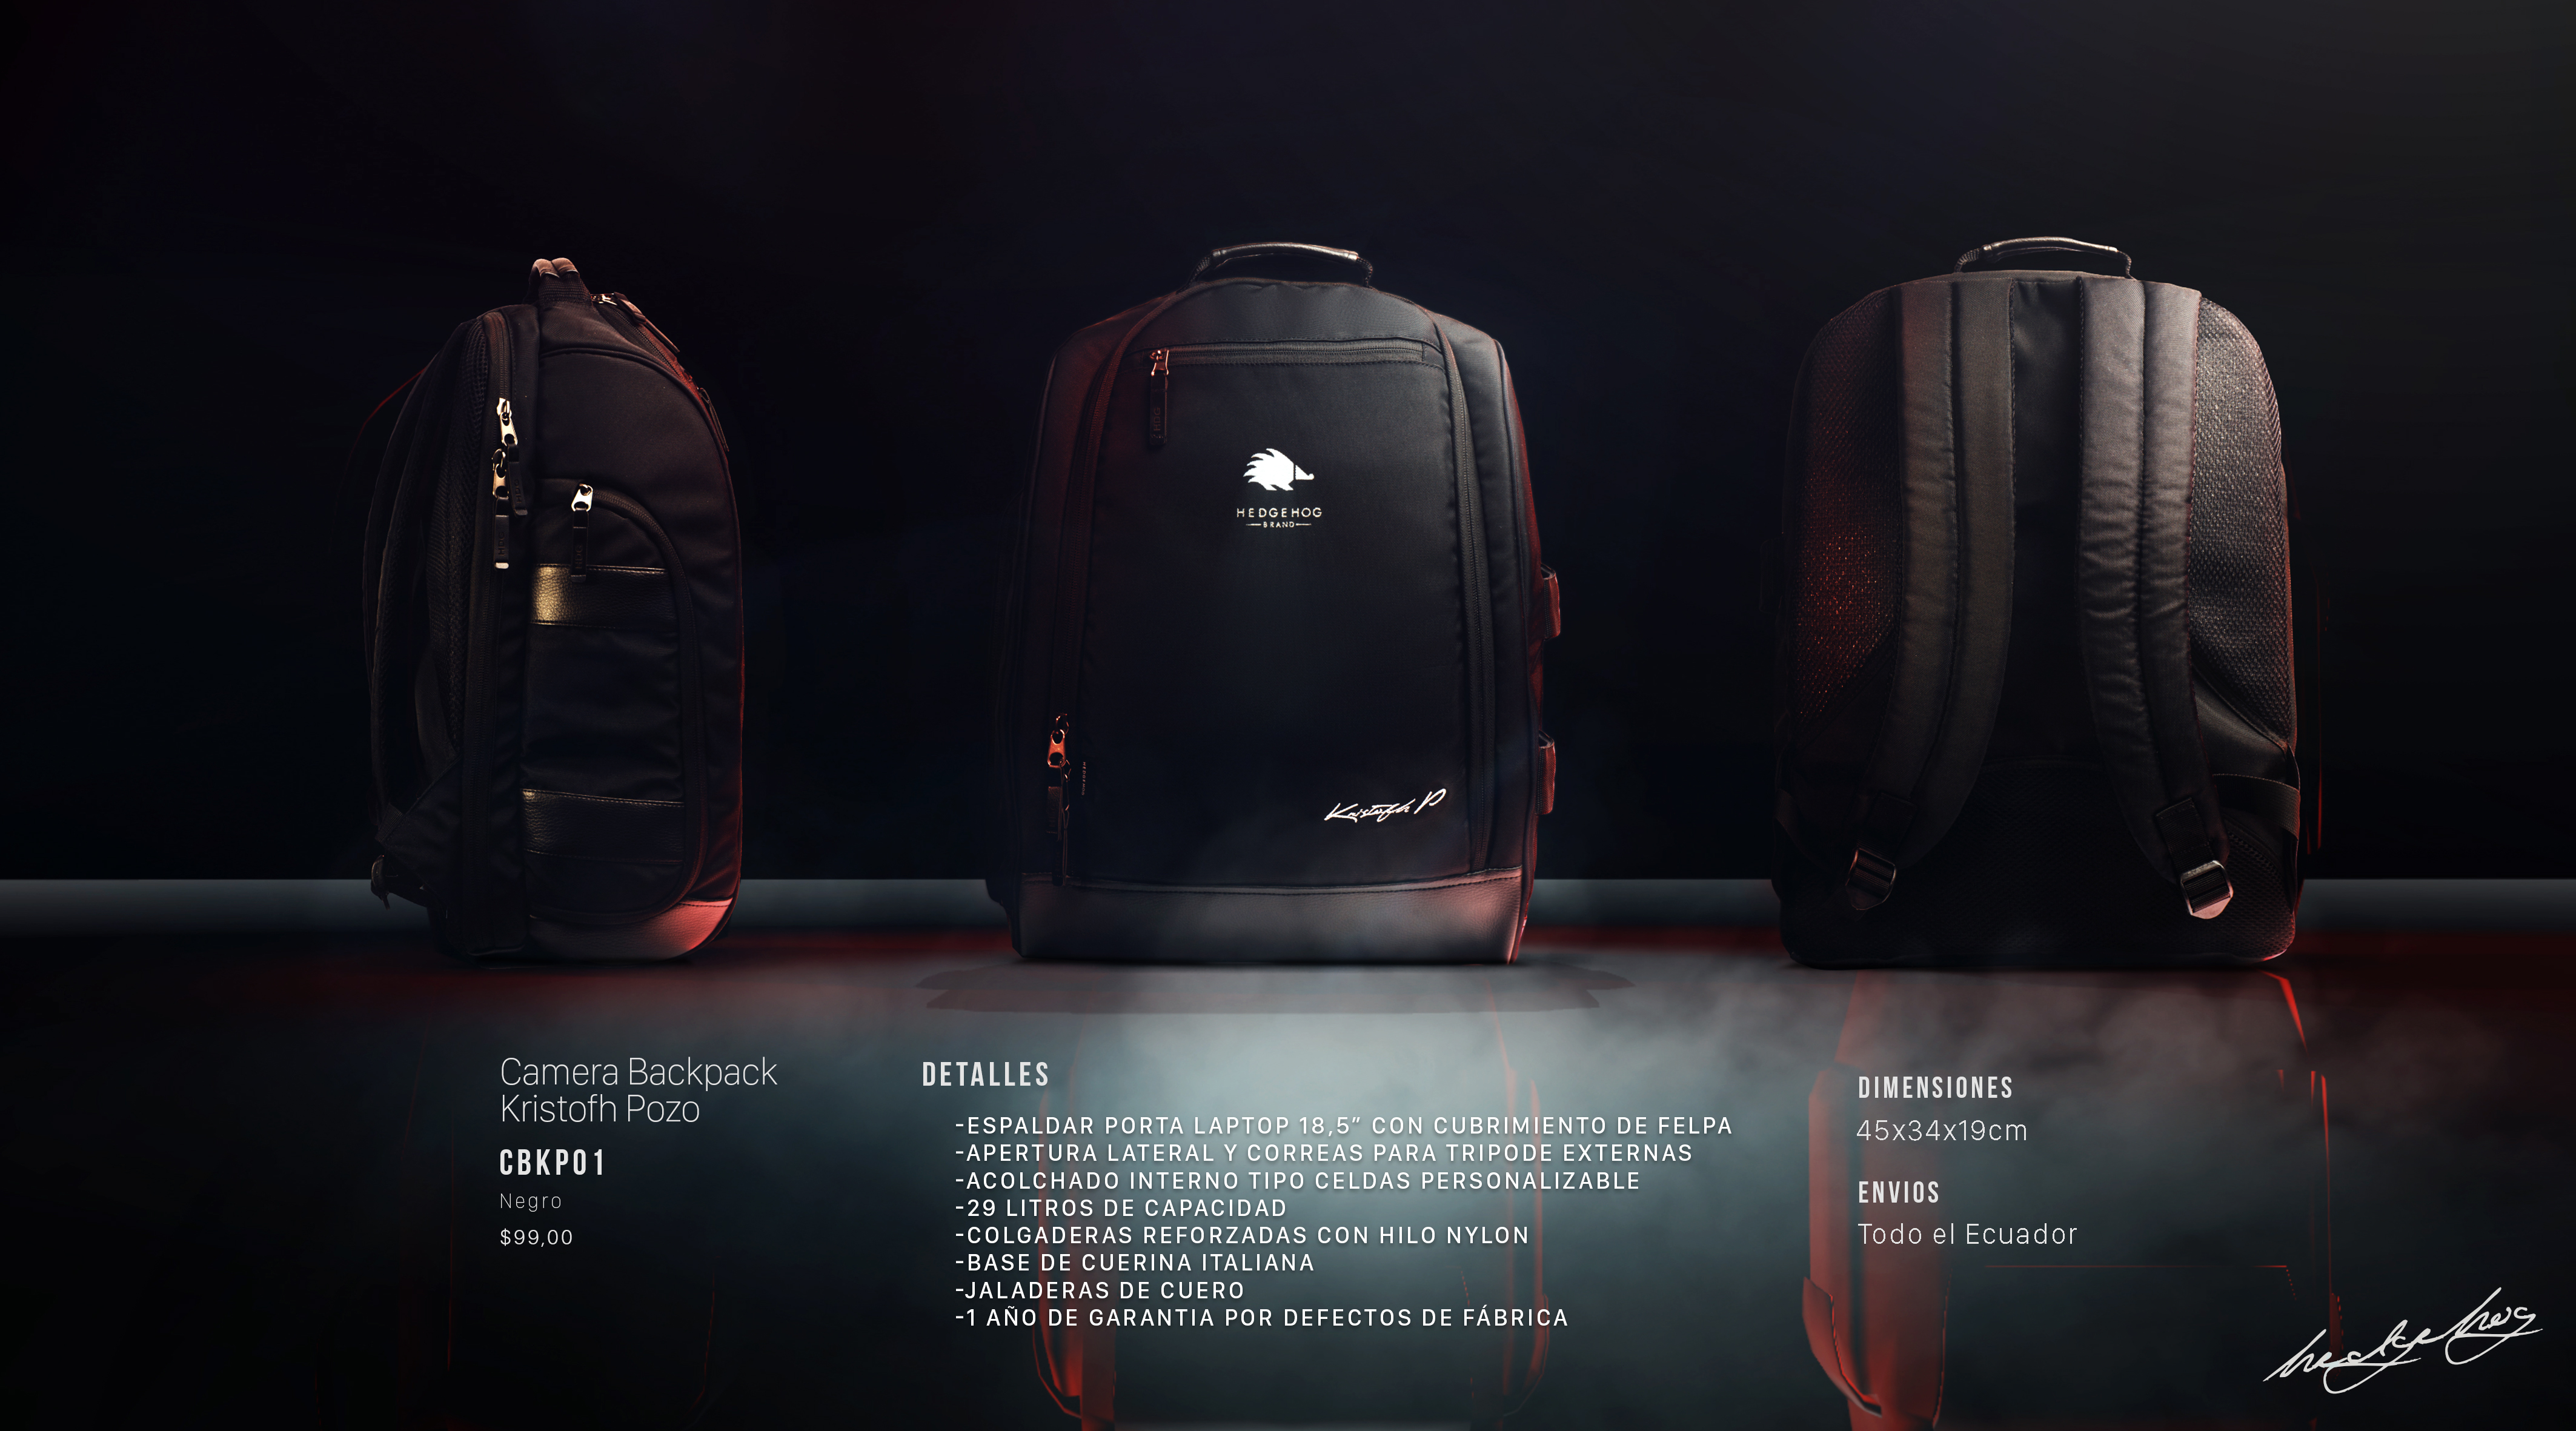 HEDGEHOG
BRAND
Kristofh P
Camera Backpack
Kristofh Pozo
CBKP01
Negro
$99,00
DETALLES
-ESPALDAR PORTA LAPTOP 18,5” CON CUBRIMIENTO DE FELPA
-APERTURA LATERAL Y CORREAS PARA TRIPODE EXTERNAS
-ACOLCHADO INTERNO TIPO CELDAS PERSONALIZABLE
-29 LITROS DE CAPACIDAD
-COLGADERAS REFORZADAS CON HILO NYLON
-BASE DE CUERINA ITALIANA
-JALADERAS DE CUERO
-1 AÑO DE GARANTIA POR DEFECTOS DE FÁBRICA
DIMENSIONES
45x34x19cm
ENVIOS
Todo el Ecuador
hedgehog